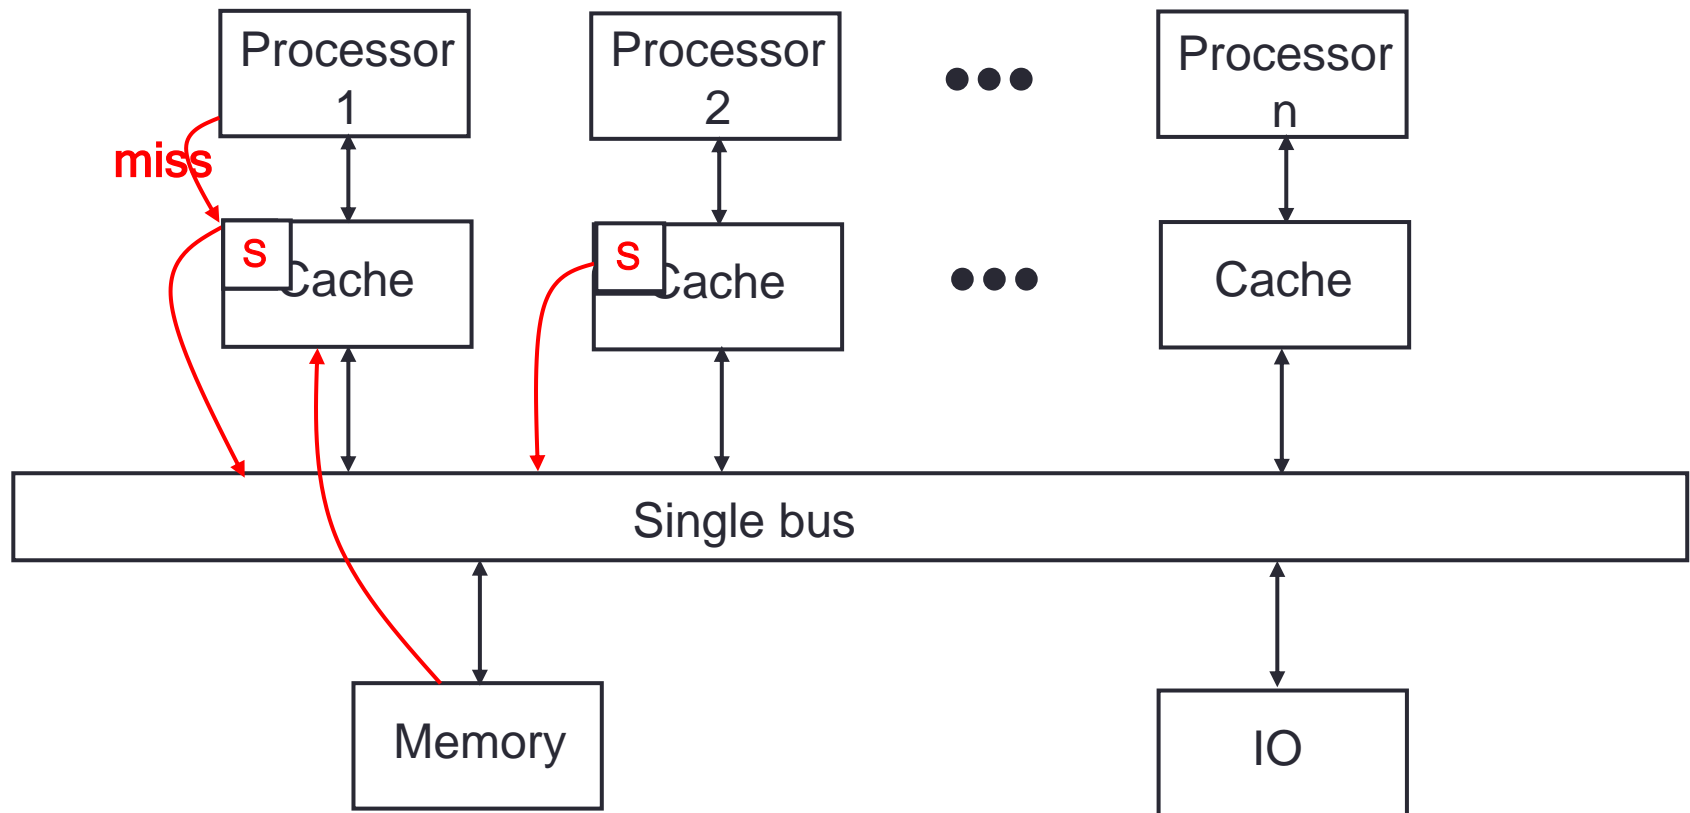 Processor
1
Processor
2
Processor
n
miss
s
Cache
s
Cache
Cache
Single bus
Memory
IO